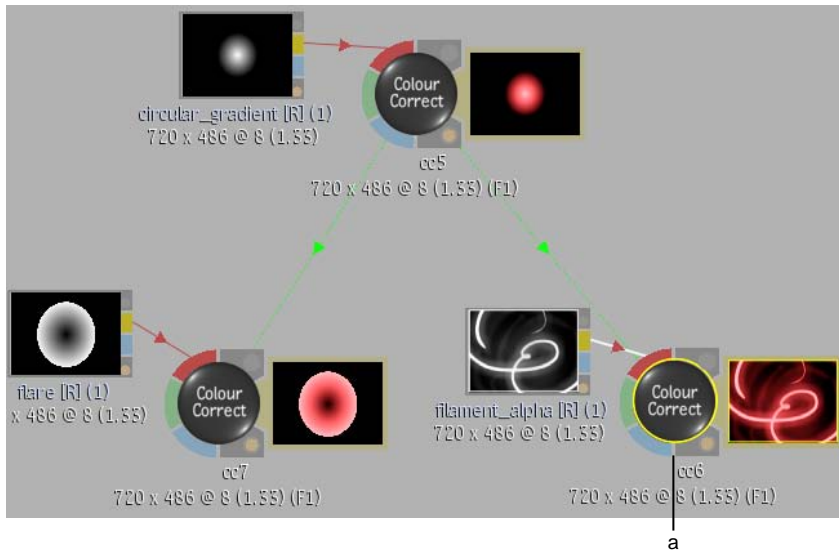 Colour
Correct
circular_gradient [R] (1)
720 x 486 @ 8 (1.33)
cc5
720 x 486 @ 8 (1.33) (F1)
Colour
Correct
flare [R] (1)
x 486 @ 8 (1.33)
cc7
720 x 486 @ 8 (1.33) (F1)
Colour
Correct
filament_alpha [R] (1)
720 x 486 @ 8 (1.33)
cc6
720 x 486 @ 8 (1.33) (F1)
a